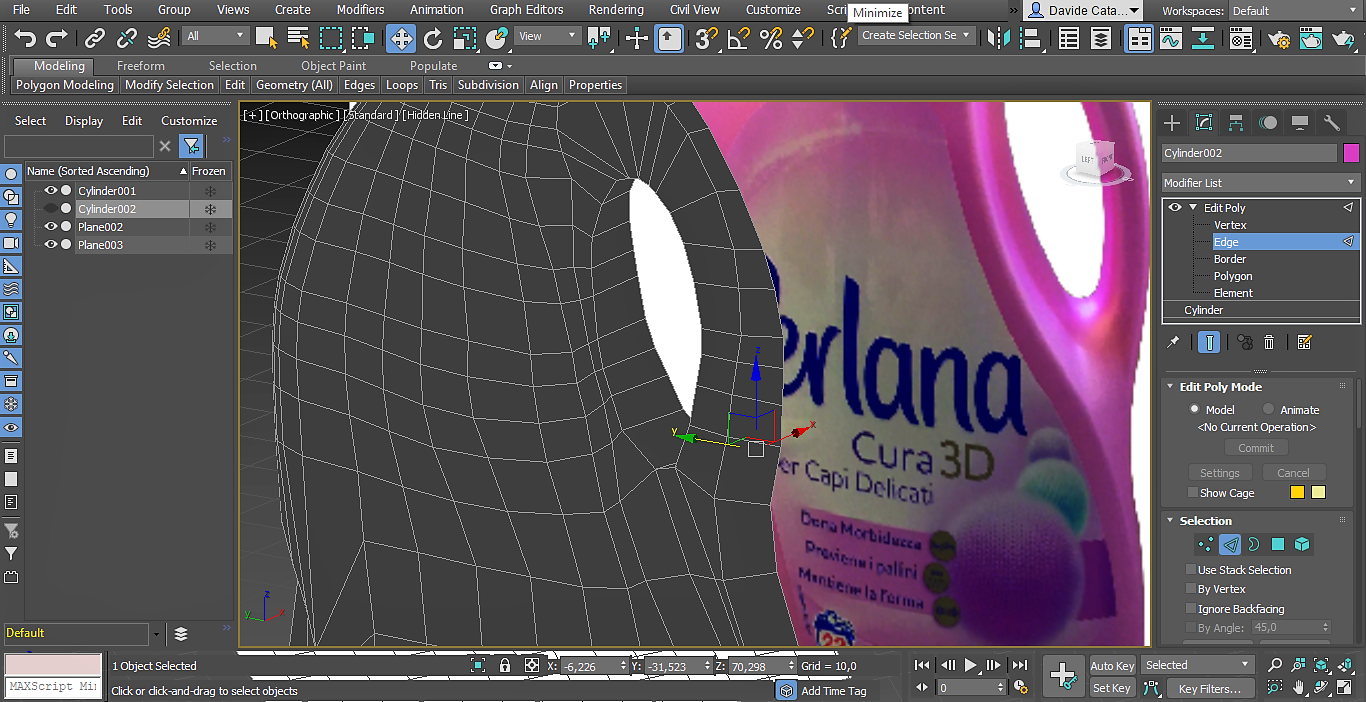 File Edit Tools Group Views Create Modifiers Animation Graph Editors Rendering Civil View Customize Scri Content » Davide Cata... Workspaces: Default
Minimize
All View Create Selection Se
Modeling Freeform Selection Object Paint Populate
Polygon Modeling Modify Selection Edit Geometry (All) Edges Loops Tris Subdivision Align Properties
Select Display Edit Customize
Name (Sorted Ascending) Frozen
Cylinder001
Cylinder002
Plane002
Plane003
Default
[+] [Orthographic] [Standard] [Hidden Line]
LEFT
z
x
y
z
x
y
erlana
Cura 3D
er Capi Delicati
Dona Morbidezza
Previene i pallini
Mantiene la Forma
22
Cylinder002
Modifier List
Edit Poly
Vertex
Edge
Border
Polygon
Element
Cylinder
Edit Poly Mode
Model Animate
<No Current Operation>
Commit
Settings Cancel
Show Cage
Selection
Use Stack Selection
By Vertex
Ignore Backfacing
By Angle: 45,0
MAXScript Mi
1 Object Selected
Click or click-and-drag to select objects
X: -6,226 Y: -31,523 Z: 70,298 Grid = 10,0
Add Time Tag
0
Auto Key Selected
Set Key Key Filters...